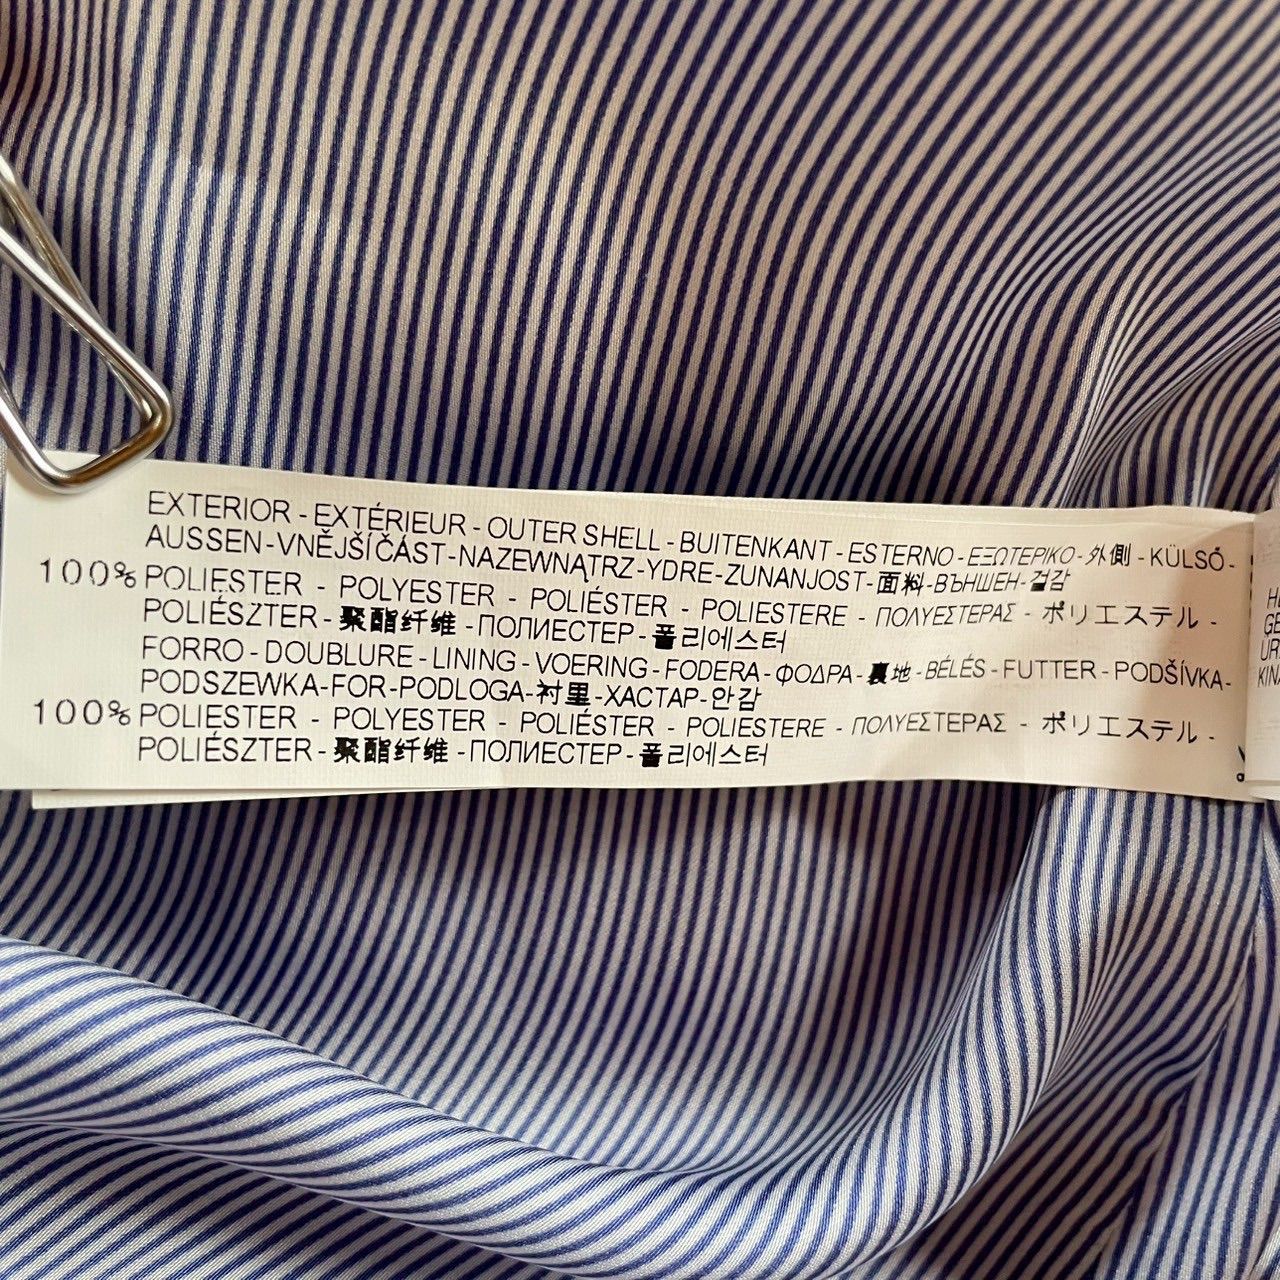 EXTERIOR - EXTÉRIEUR - OUTER SHELL - BUITENKANT - ESTERNO - ΕΞΩΤΕΡΙΚΟ - 外側 - KÜLSŐ -
AUSSEN-VNĚJŠÍ ČÁST-NAZEWNĄTRZ-YDRE-ZUNANJOST-面料-ВЪНШЕН-겉감
100% POLIESTER - POLYESTER - POLIÉSTER - POLIESTERE - ΠΟΛΥΕΣΤΕΡΑΣ - ポリエステル -
POLIÉSZTER-聚酯纤维-ПОЛИЕСТЕР-폴리에스터
FORRO-DOUBLURE-LINING-VOERING-FODERA-ΦΟΔΡΑ-裏地-BÉLÉS-FUTTER-PODŠÍVKA-
PODSZEWKA-FOR-PODLOGA-衬里-ХАСТАР-안감
100% POLIESTER - POLYESTER - POLIÉSTER - POLIESTERE - ΠΟΛΥΕΣΤΕΡΑΣ - ポリエステル -
POLIÉSZTER-聚酯纤维-ПОЛИЕСТЕР-폴리에스터